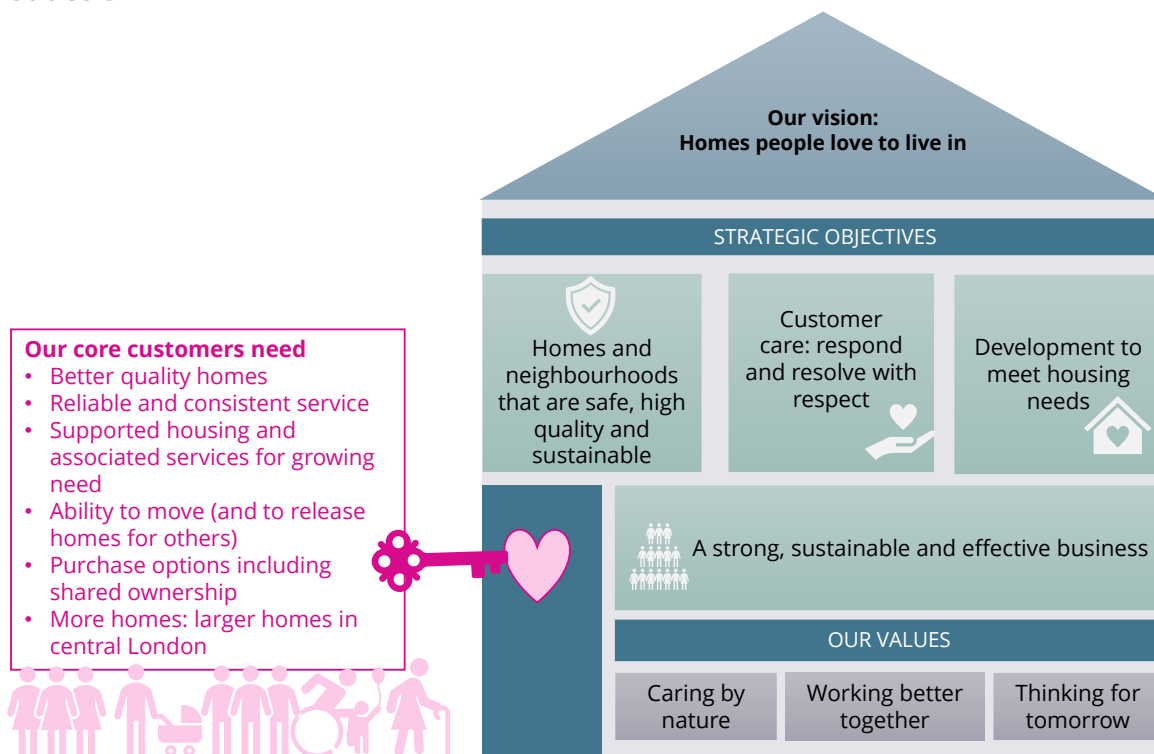 Our vision:
Homes people love to live in
STRATEGIC OBJECTIVES
Homes and
neighbourhoods
that are safe, high
quality and
sustainable
Customer
care: respond
and resolve with
respect
Development to
meet housing
needs
Our core customers need
• Better quality homes
• Reliable and consistent service
• Supported housing and
associated services for growing
need
• Ability to move (and to release
homes for others)
• Purchase options including
shared ownership
• More homes: larger homes in
central London
A strong, sustainable and effective business
OUR VALUES
Caring by
nature
Working better
together
Thinking for
tomorrow